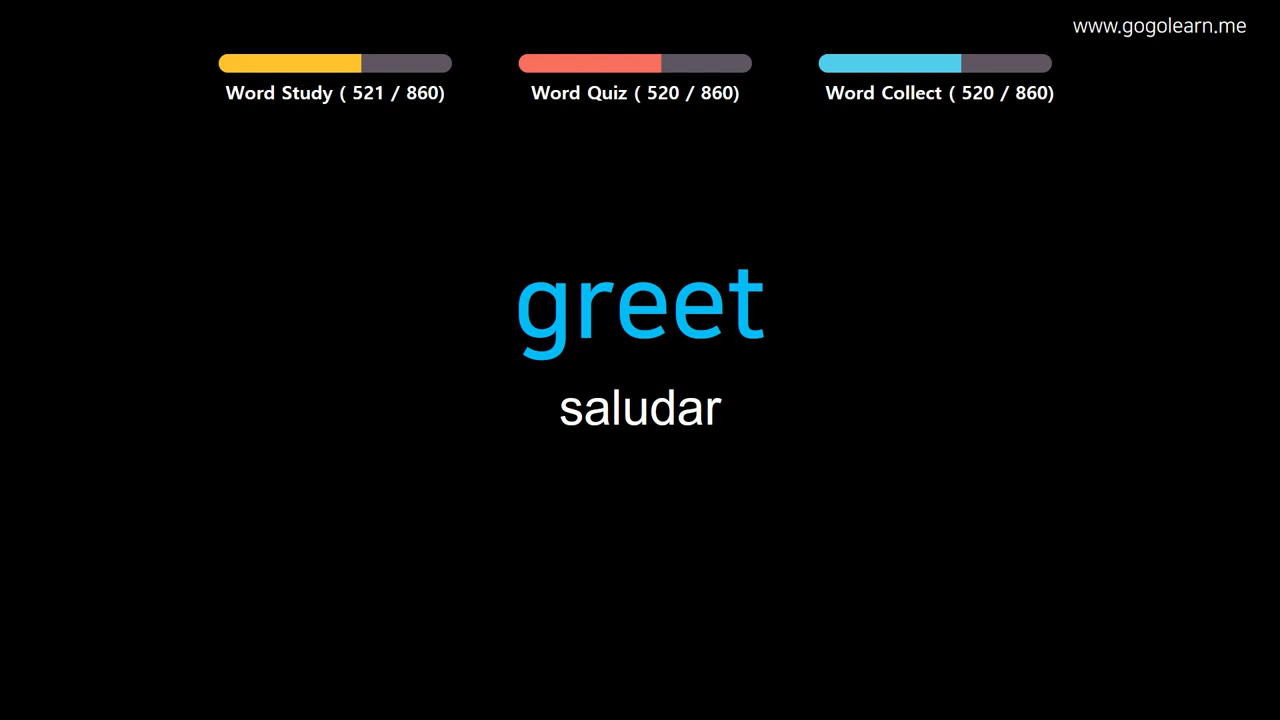 www.gogolearn.me
Word Study ( 521 / 860)
Word Quiz ( 520 / 860)
Word Collect ( 520 / 860)
greet
saludar